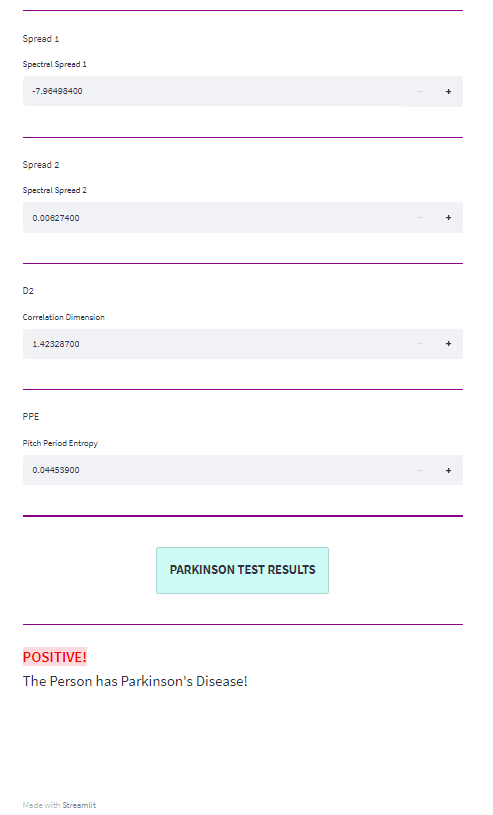 Spread 1
Spectral Spread 1
-7.96498400
− +
Spread 2
Spectral Spread 2
0.00627400
− +
D2
Correlation Dimension
1.42328700
− +
PPE
Pitch Period Entropy
0.04453900
− +
PARKINSON TEST RESULTS
POSITIVE!
The Person has Parkinson's Disease!
Made with Streamlit